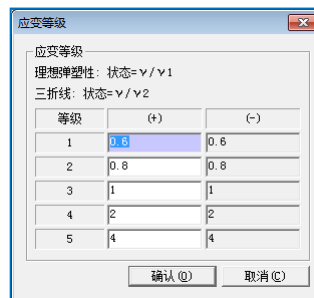 应变等级
应变等级
理想弹塑性: 状态=γ/γ1
三折线: 状态=γ/γ2
等级 (+) (-)
1 0.6 0.6
2 0.8 0.8
3 1 1
4 2 2
5 4 4
确认(O) 取消(C)